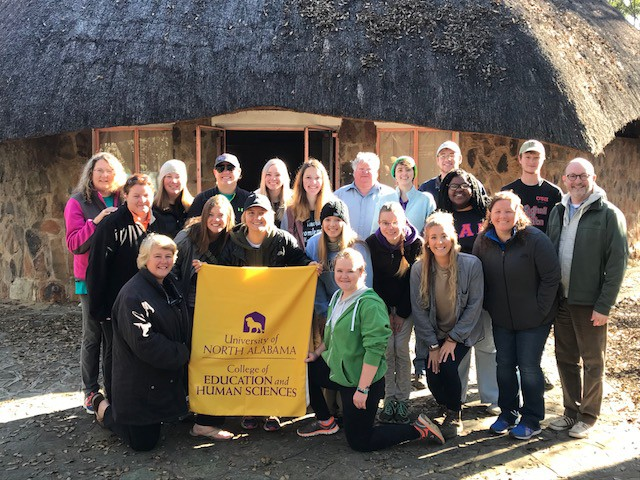 University of
NORTH ALABAMA
College of
EDUCATION and
HUMAN SCIENCES